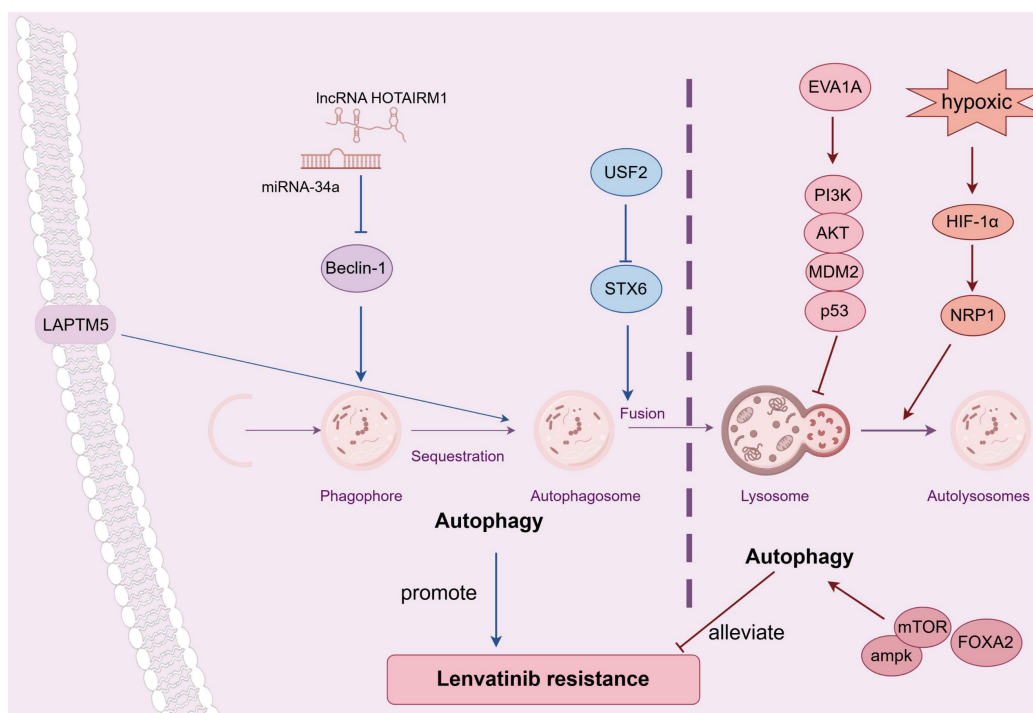 lncRNA HOTAIRM1
miRNA-34a
Beclin-1
LAPTM5
USF2
STX6
EVA1A
PI3K
AKT
MDM2
p53
hypoxic
HIF-1α
NRP1
Phagophore
Sequestration
Autophagosome
Fusion
Lysosome
Autolysosomes
Autophagy
promote
Autophagy
alleviate
mTOR
ampk
FOXA2
Lenvatinib resistance